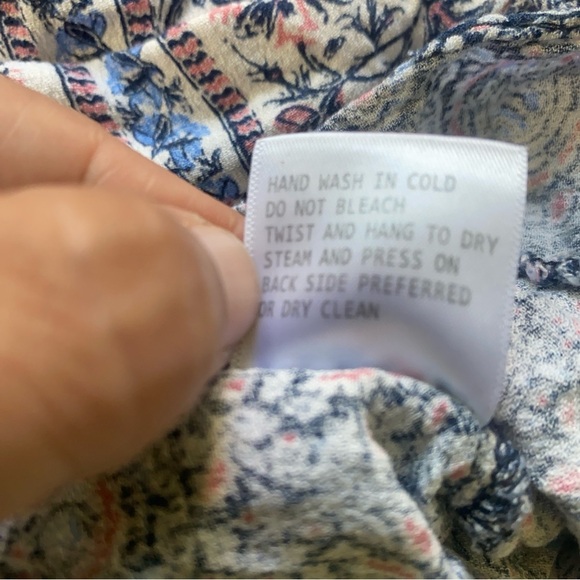 HAND WASH IN COLD
DO NOT BLEACH
TWIST AND HANG TO DRY
STEAM AND PRESS ON
BACK SIDE PREFERRED
OR DRY CLEAN